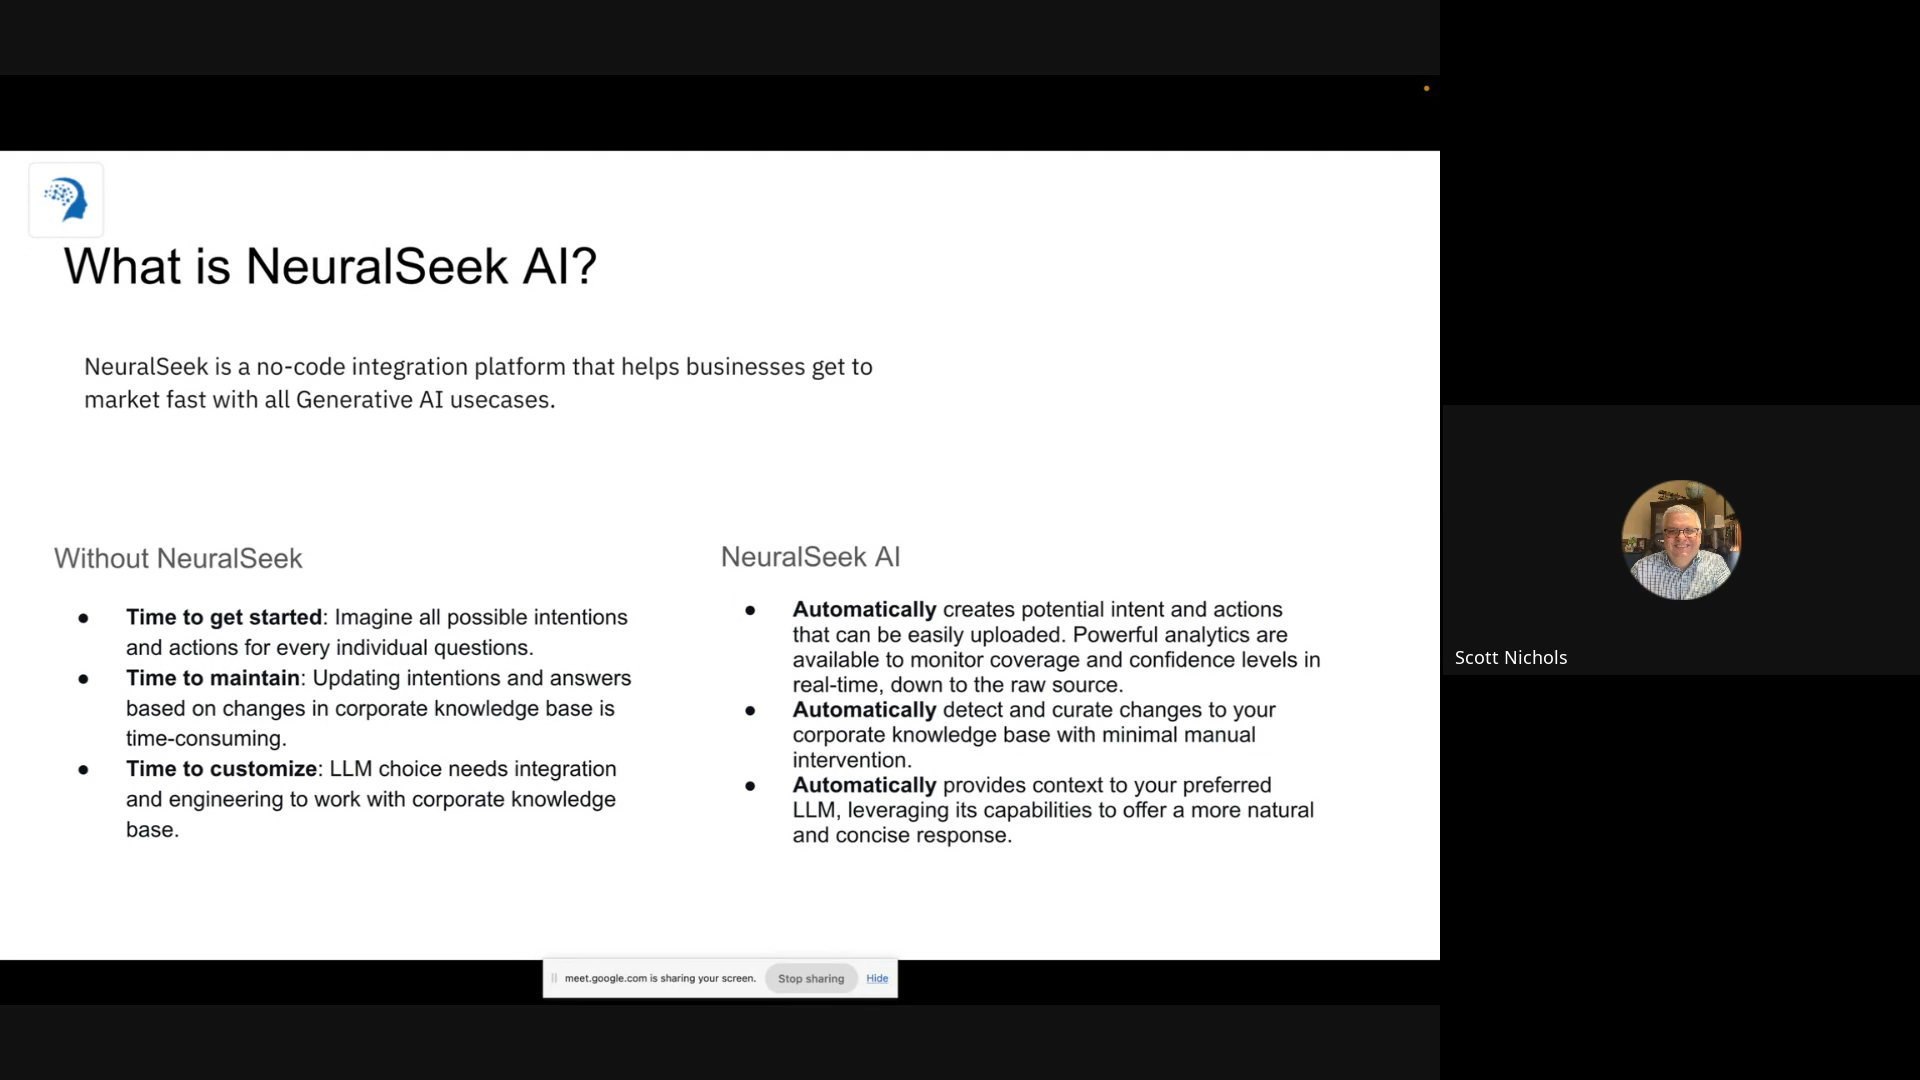 What is NeuralSeek AI?
NeuralSeek is a no-code integration platform that helps businesses get to
market fast with all Generative AI usecases.
Without NeuralSeek
● Time to get started: Imagine all possible intentions
and actions for every individual questions.
● Time to maintain: Updating intentions and answers
based on changes in corporate knowledge base is
time-consuming.
● Time to customize: LLM choice needs integration
and engineering to work with corporate knowledge
base.
NeuralSeek AI
● Automatically creates potential intent and actions
that can be easily uploaded. Powerful analytics are
available to monitor coverage and confidence levels in
real-time, down to the raw source.
● Automatically detect and curate changes to your
corporate knowledge base with minimal manual
intervention.
● Automatically provides context to your preferred
LLM, leveraging its capabilities to offer a more natural
and concise response.
meet.google.com is sharing your screen. Stop sharing Hide
Scott Nichols